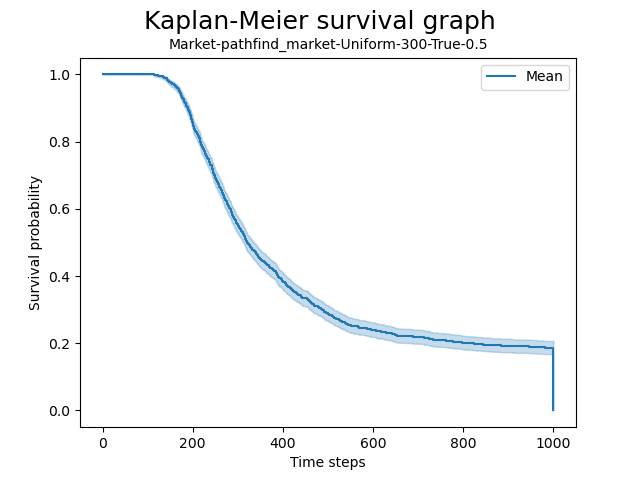 Kaplan-Meier survival graph
Market-pathfind_market-Uniform-300-True-0.5
Mean
Survival probability
1.0
0.8
0.6
0.4
0.2
0.0
0 200 400 600 800 1000
Time steps